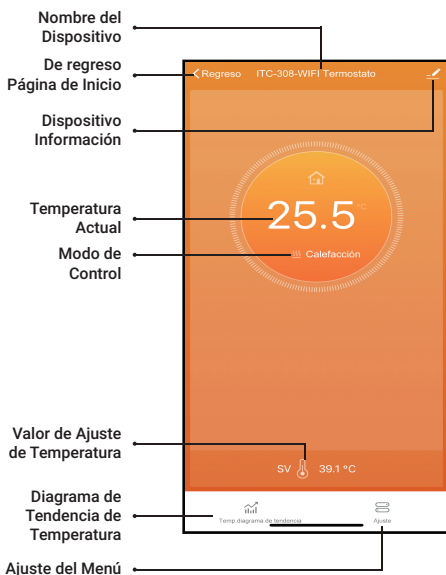 Nombre del
Dispositivo
De regreso
Página de Inicio
Dispositivo
Información
Temperatura
Actual
Modo de
Control
Valor de Ajuste
de Temperatura
Diagrama de
Tendencia de
Temperatura
Ajuste del Menú
Regreso ITC-308-WIFI Termostato
25.5 °C
Calefacción
SV 39.1 °C
Temp.diagrama de tendencia Ajuste